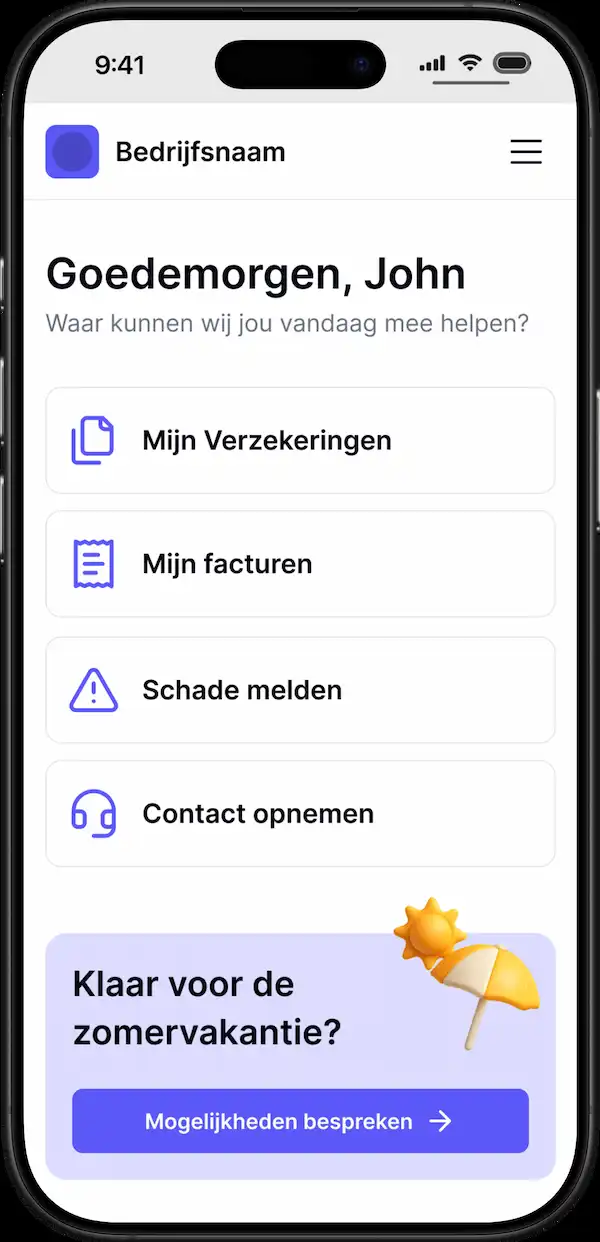 9:41
Bedrijfsnaam
Goedemorgen, John
Waar kunnen wij jou vandaag mee helpen?
Mijn Verzekeringen
Mijn facturen
Schade melden
Contact opnemen
Klaar voor de
zomervakantie?
Mogelijkheden bespreken